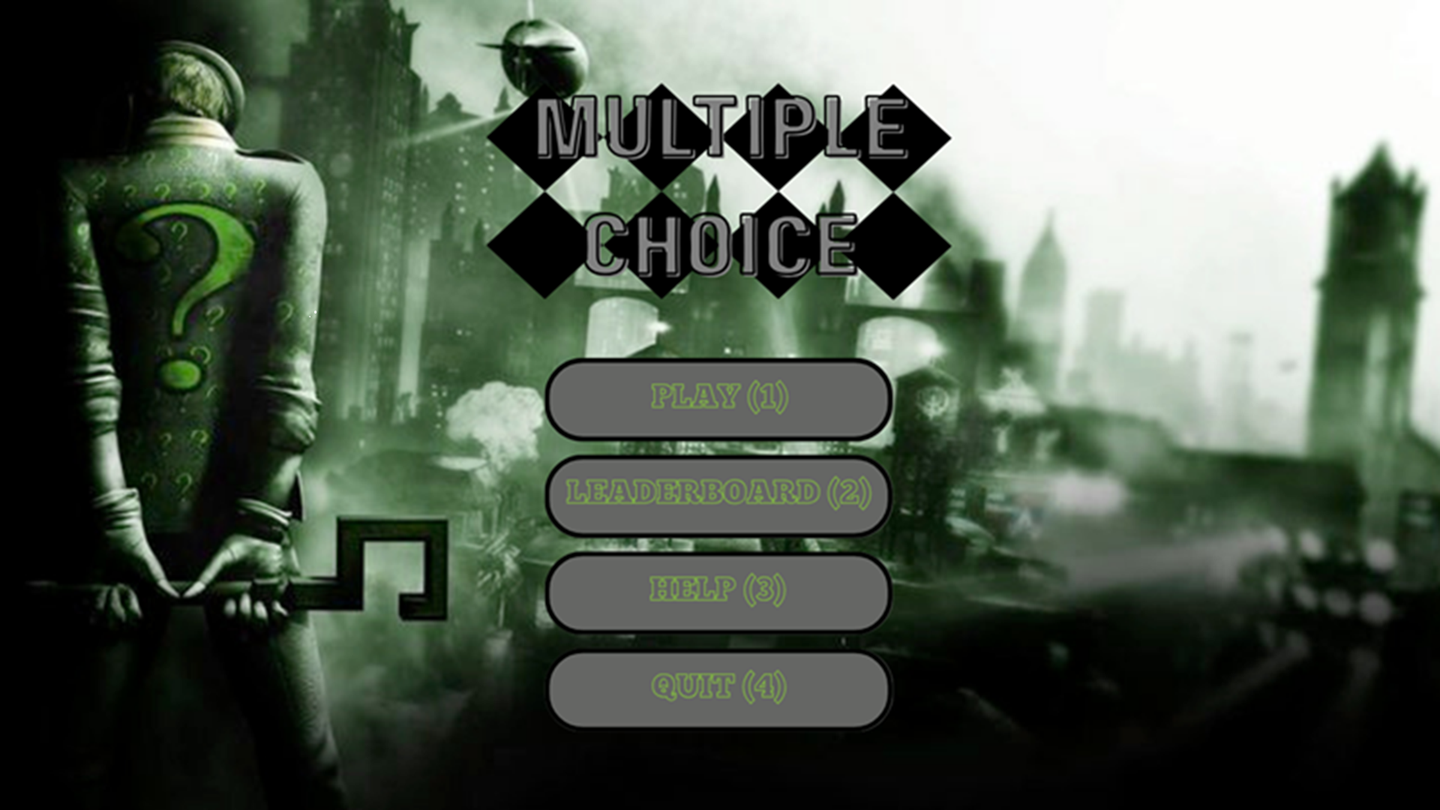 MULTIPLE
CHOICE
PLAY (1)
LEADERBOARD (2)
HELP (3)
QUIT (4)